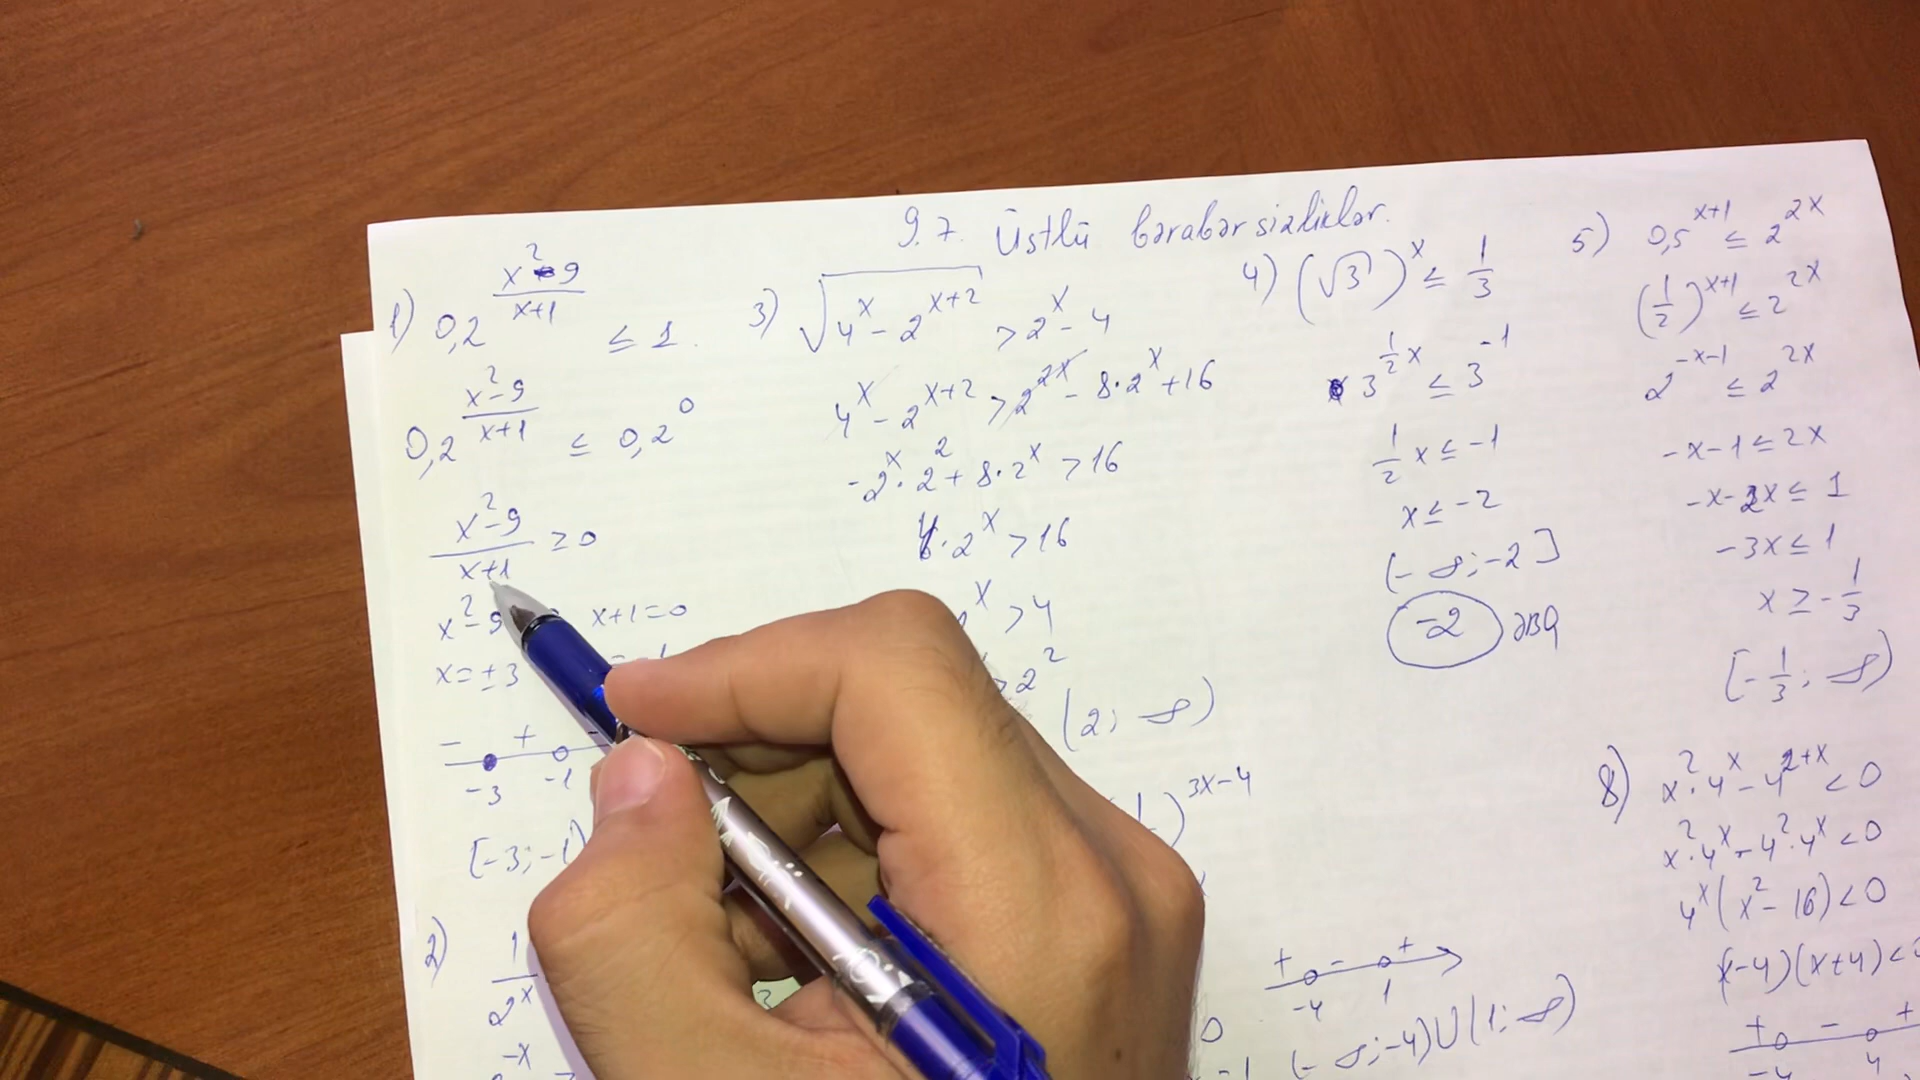 9.7. Üstlü bərabərsizliklər.
1) 0,2^((x²-9)/(x+1)) ≤ 1.
0,2^((x²-9)/(x+1)) ≤ 0,2^0
(x²-9)/(x+1) ≥ 0
x²-9 x+1=0
x=±3 -1
- + -
-3 -1
[-3;-1)
2) 1/2^x
-x
3) √(4^x - 2^(x+2)) > 2^x - 4
4^x - 2^(x+2) > 2^(2x) - 8·2^x + 16
-2^x·2² + 8·2^x > 16
4·2^x > 16
x > 4
> 2²
(2; ∞)
3x-4
0
+ - +
-4 1
-1 (-∞;-4)∪(1;∞)
4) (√3)^x ≤ 1/3
3^(1/2 x) ≤ 3^(-1)
1/2 x ≤ -1
x ≤ -2
(-∞;-2]
-2 ƏBQ
5) 0,5^(x+1) ≤ 2^(2x)
(1/2)^(x+1) ≤ 2^(2x)
2^(-x-1) ≤ 2^(2x)
-x-1 ≤ 2x
-x-2x ≤ 1
-3x ≤ 1
x ≥ -1/3
[-1/3; ∞)
8) x²·4^x - 4^(2+x) < 0
x²·4^x - 4²·4^x < 0
4^x(x²-16) < 0
(x-4)(x+4) <
+ - +
-4 4